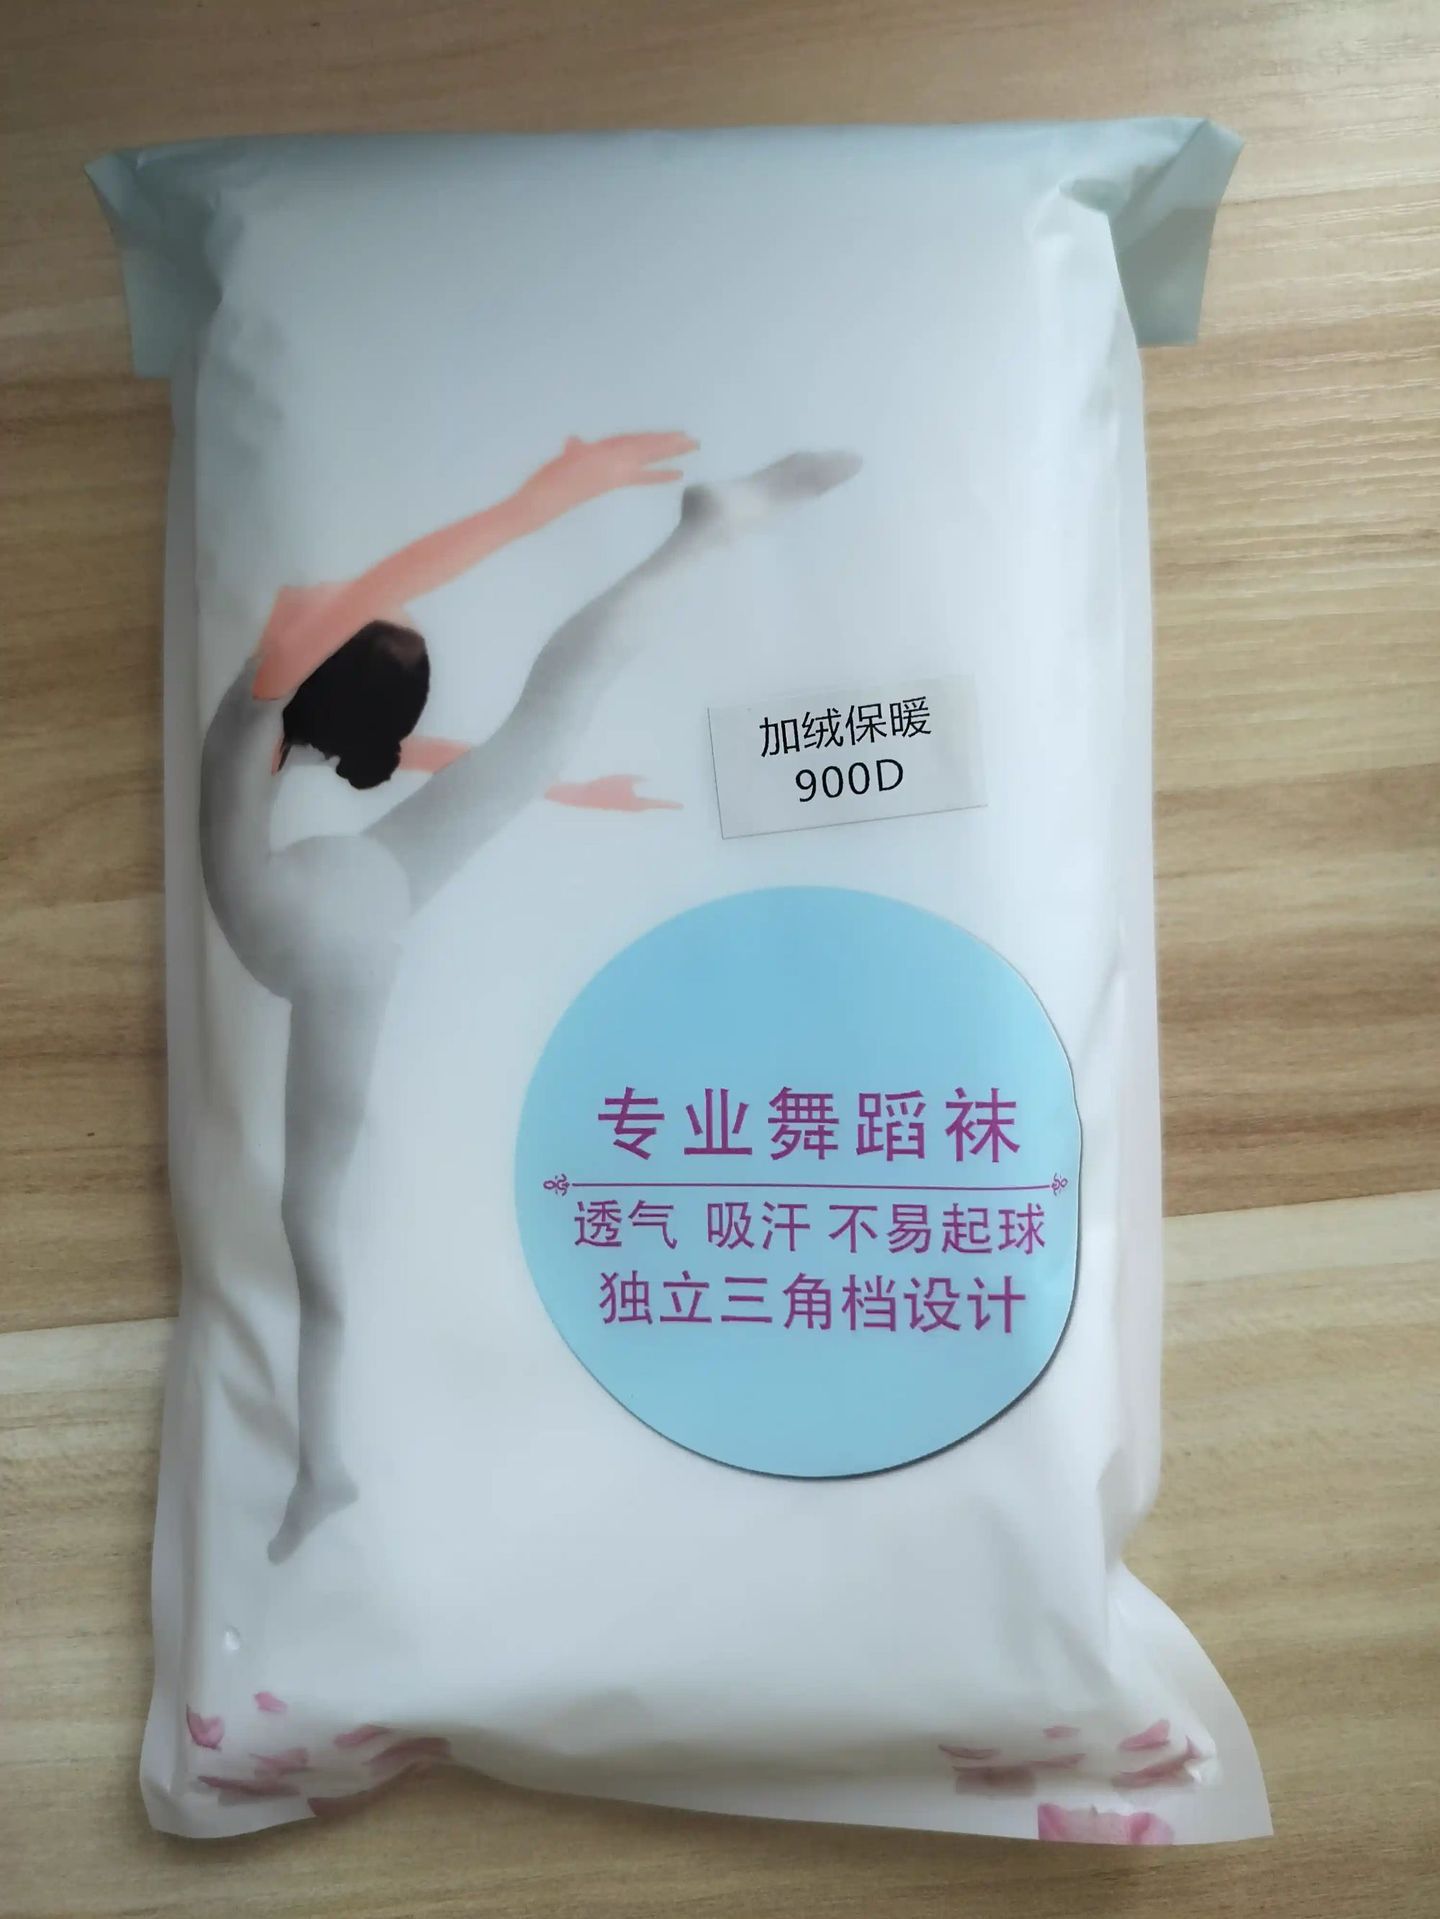 加绒保暖
900D
专业舞蹈袜
透气 吸汗 不易起球
独立三角档设计